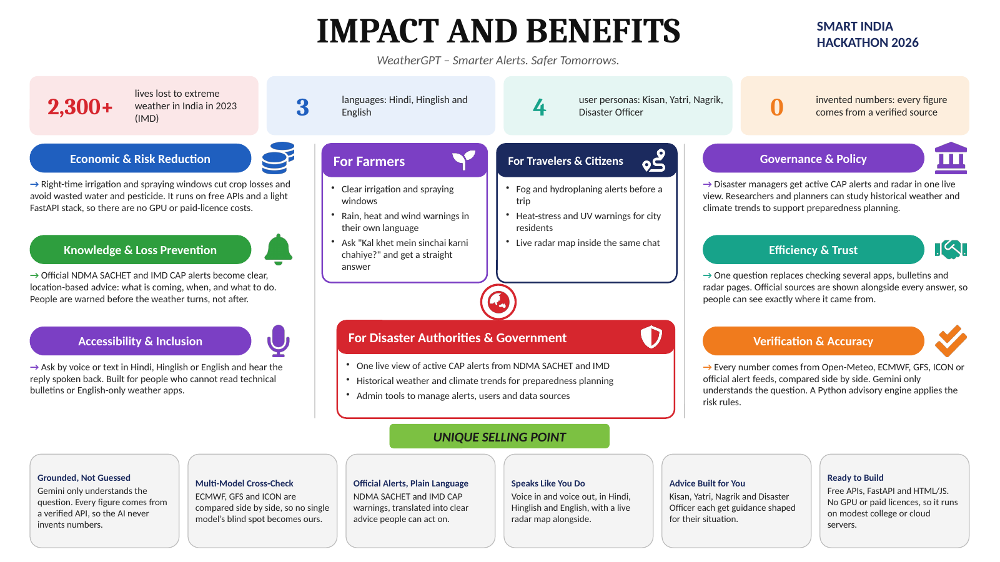 IMPACT AND BENEFITS
WeatherGPT – Smarter Alerts. Safer Tomorrows.
SMART INDIA
HACKATHON 2026
2,300+
lives lost to extreme
weather in India in 2023
(IMD)
3
languages: Hindi, Hinglish and
English
4
user personas: Kisan, Yatri, Nagrik,
Disaster Officer
0
invented numbers: every figure
comes from a verified source
Economic & Risk Reduction
→ Right-time irrigation and spraying windows cut crop losses and
avoid wasted water and pesticide. It runs on free APIs and a light
FastAPI stack, so there are no GPU or paid-licence costs.
Knowledge & Loss Prevention
→ Official NDMA SACHET and IMD CAP alerts become clear,
location-based advice: what is coming, when, and what to do.
People are warned before the weather turns, not after.
Accessibility & Inclusion
→ Ask by voice or text in Hindi, Hinglish or English and hear the
reply spoken back. Built for people who cannot read technical
bulletins or English-only weather apps.
For Farmers
• Clear irrigation and spraying
windows
• Rain, heat and wind warnings in
their own language
• Ask "Kal khet mein sinchai karni
chahiye?" and get a straight
answer
For Travelers & Citizens
• Fog and hydroplaning alerts before a
trip
• Heat-stress and UV warnings for city
residents
• Live radar map inside the same chat
For Disaster Authorities & Government
• One live view of active CAP alerts from NDMA SACHET and IMD
• Historical weather and climate trends for preparedness planning
• Admin tools to manage alerts, users and data sources
Governance & Policy
→ Disaster managers get active CAP alerts and radar in one live
view. Researchers and planners can study historical weather and
climate trends to support preparedness planning.
Efficiency & Trust
→ One question replaces checking several apps, bulletins and
radar pages. Official sources are shown alongside every answer, so
people can see exactly where it came from.
Verification & Accuracy
→ Every number comes from Open-Meteo, ECMWF, GFS, ICON or
official alert feeds, compared side by side. Gemini only
understands the question. A Python advisory engine applies the
risk rules.
UNIQUE SELLING POINT
Grounded, Not Guessed
Gemini only understands the
question. Every figure comes from
a verified API, so the AI never
invents numbers.
Multi-Model Cross-Check
ECMWF, GFS and ICON are
compared side by side, so no single
model's blind spot becomes ours.
Official Alerts, Plain Language
NDMA SACHET and IMD CAP
warnings, translated into clear
advice people can act on.
Speaks Like You Do
Voice in and voice out, in Hindi,
Hinglish and English, with a live
radar map alongside.
Advice Built for You
Kisan, Yatri, Nagrik and Disaster
Officer each get guidance shaped
for their situation.
Ready to Build
Free APIs, FastAPI and HTML/JS.
No GPU or paid licences, so it runs
on modest college or cloud
servers.